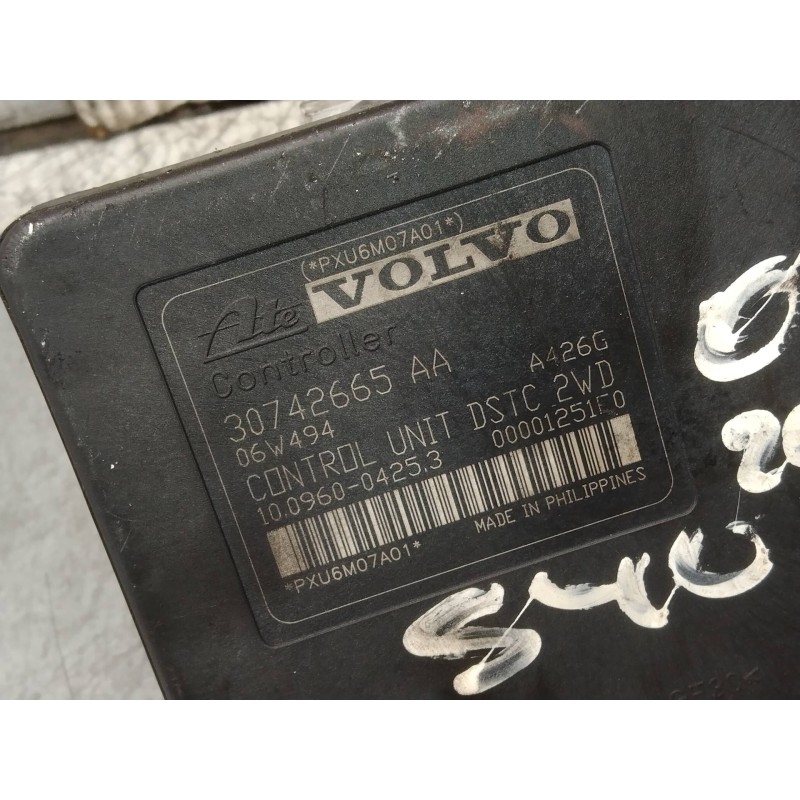 (*PXU6M07A01*)
Ate VOLVO
Controller
30742665 AA A426G
06W494
CONTROL UNIT DSTC 2WD
10.0960-0425.3 00001251F0
MADE IN PHILIPPINES
*PXU6M07A01*